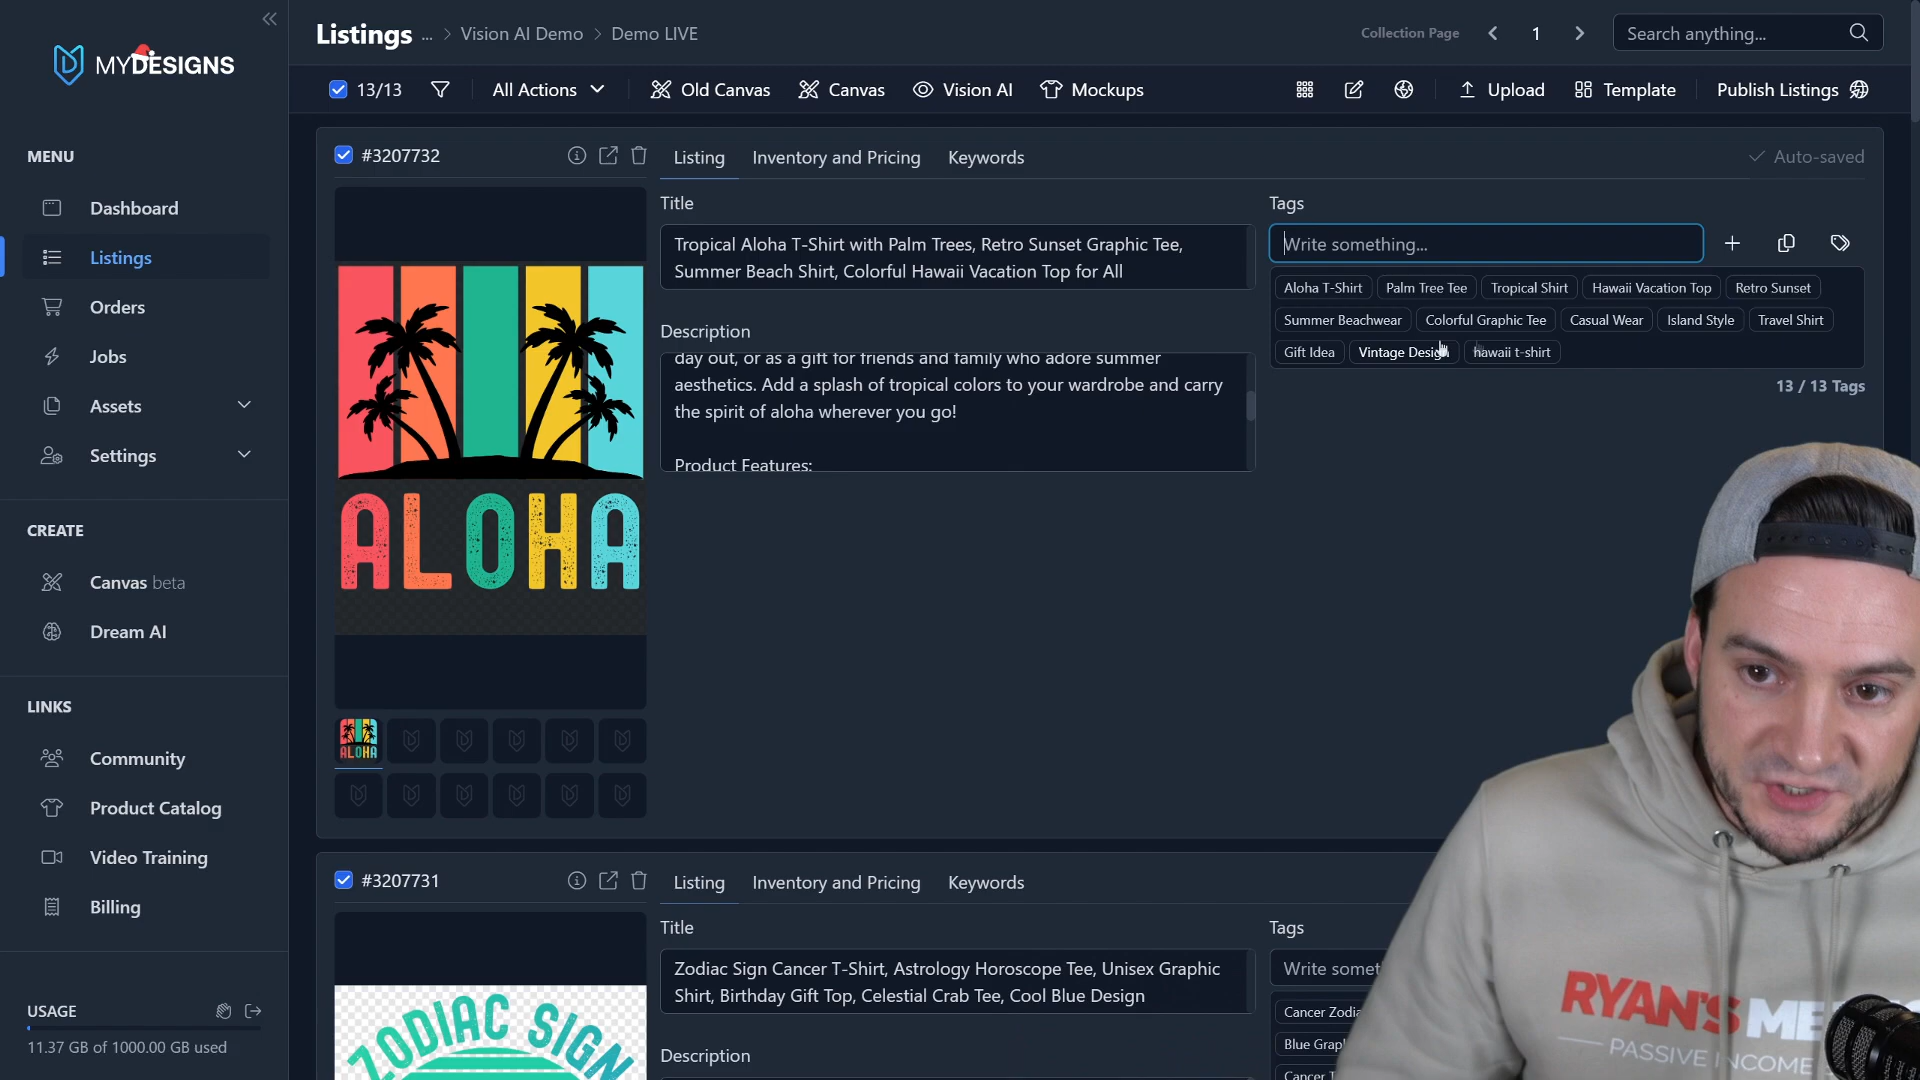 MYDESIGNS
MENU
Dashboard
Listings
Orders
Jobs
Assets
Settings
CREATE
Canvas beta
Dream AI
LINKS
Community
Product Catalog
Video Training
Billing
USAGE
11.37 GB of 1000.00 GB used
Listings ... > Vision AI Demo > Demo LIVE
Collection Page 1
Search anything...
13/13
All Actions
Old Canvas
Canvas
Vision AI
Mockups
Upload
Template
Publish Listings
#3207732
Listing
Inventory and Pricing
Keywords
Auto-saved
ALOHA
ALOHA
Title
Tropical Aloha T-Shirt with Palm Trees, Retro Sunset Graphic Tee,
Summer Beach Shirt, Colorful Hawaii Vacation Top for All
Description
day out, or as a gift for friends and family who adore summer
aesthetics. Add a splash of tropical colors to your wardrobe and carry
the spirit of aloha wherever you go!
Product Features:
Tags
Write something...
Aloha T-Shirt
Palm Tree Tee
Tropical Shirt
Hawaii Vacation Top
Retro Sunset
Summer Beachwear
Colorful Graphic Tee
Casual Wear
Island Style
Travel Shirt
Gift Idea
Vintage Design
hawaii t-shirt
13 / 13 Tags
#3207731
Listing
Inventory and Pricing
Keywords
ZODIAC SIGN
Title
Zodiac Sign Cancer T-Shirt, Astrology Horoscope Tee, Unisex Graphic
Shirt, Birthday Gift Top, Celestial Crab Tee, Cool Blue Design
Description
Tags
Write
Cancer
Blue
Cancer
RYAN'S
PASSIVE INCOME